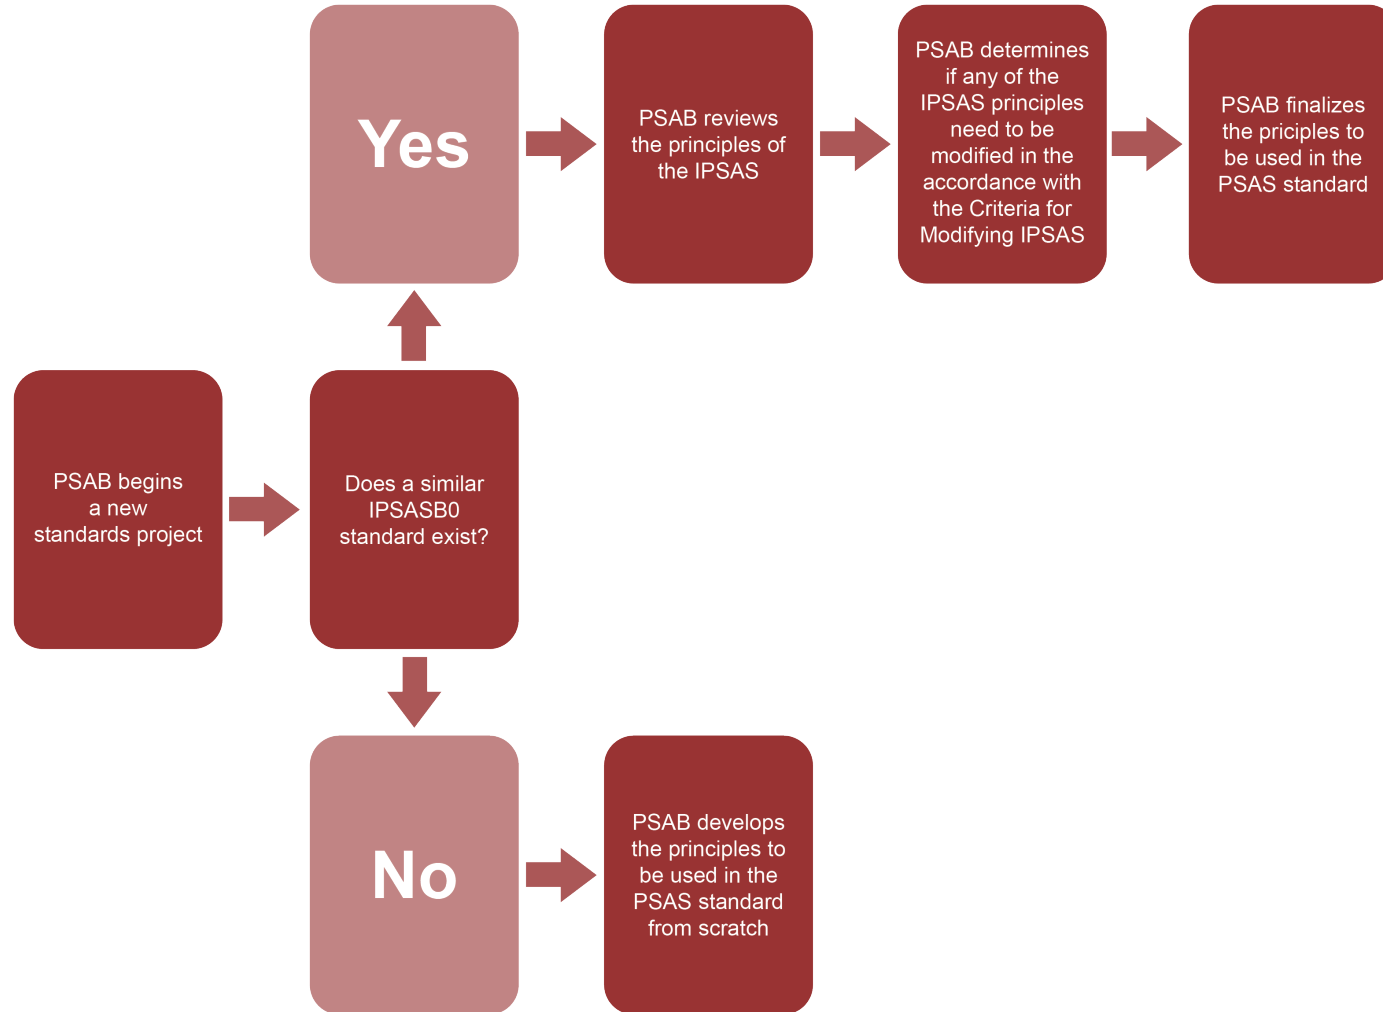 Yes
PSAB reviews
the principles of
the IPSAS
PSAB determines
if any of the
IPSAS principles
need to be
modified in the
accordance with
the Criteria for
Modifying IPSAS
PSAB finalizes
the priciples to
be used in the
PSAS standard
PSAB begins
a new
standards project
Does a similar
IPSASB0
standard exist?
No
PSAB develops
the principles to
be used in the
PSAS standard
from scratch